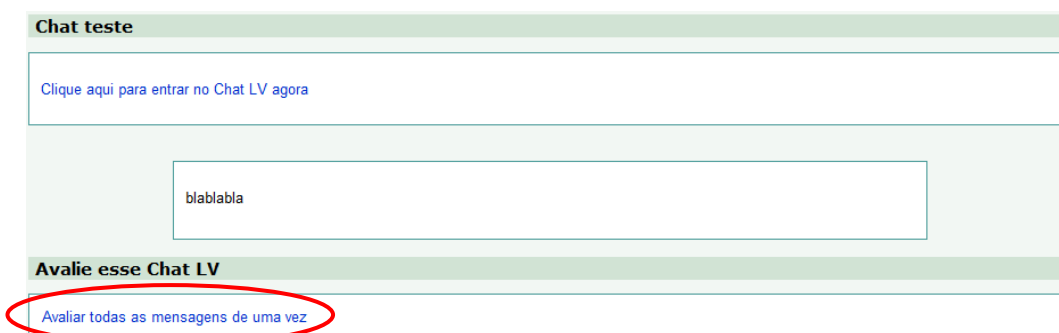 Chat teste
Clique aqui para entrar no Chat LV agora
blablabla
Avalie esse Chat LV
Avaliar todas as mensagens de uma vez